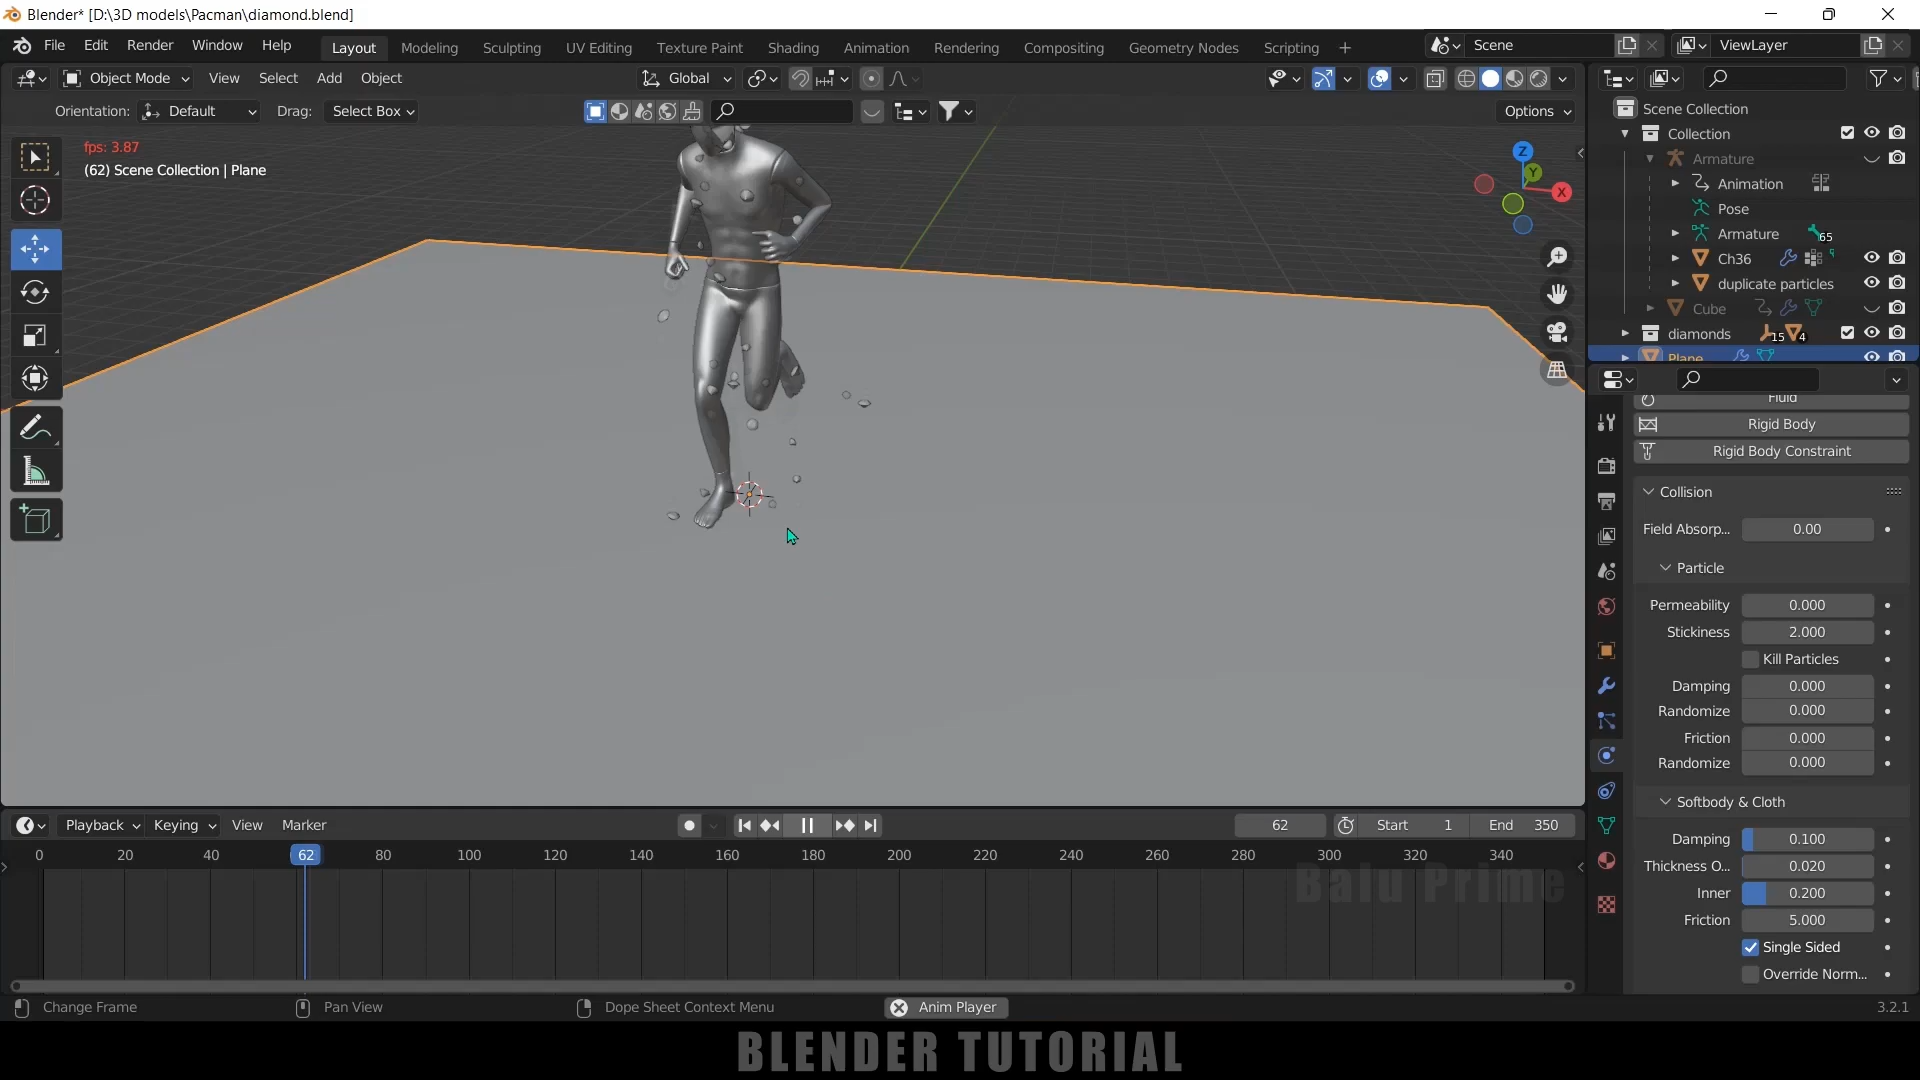 Blender* [D:\3D models\Pacman\diamond.blend]
File Edit Render Window Help Layout Modeling Sculpting UV Editing Texture Paint Shading Animation Rendering Compositing Geometry Nodes Scripting + Scene ViewLayer
Object Mode View Select Add Object Global
Orientation: Default Drag: Select Box Options
fps: 3.87
(62) Scene Collection | Plane
Z
Y
X
Scene Collection
Collection
Armature
Animation
Pose
Armature 65
Ch36
duplicate particles
Cube
diamonds 15 4
Plane
Fluid
Rigid Body
Rigid Body Constraint
Collision
Field Absorp... 0.00
Particle
Permeability 0.000
Stickiness 2.000
Kill Particles
Damping 0.000
Randomize 0.000
Friction 0.000
Randomize 0.000
Softbody & Cloth
Damping 0.100
Thickness O... 0.020
Inner 0.200
Friction 5.000
Single Sided
Override Norm...
Playback Keying View Marker 62 Start 1 End 350
0 20 40 62 80 100 120 140 160 180 200 220 240 260 280 300 320 340
Balu Prime
Change Frame Pan View Dope Sheet Context Menu Anim Player 3.2.1
BLENDER TUTORIAL